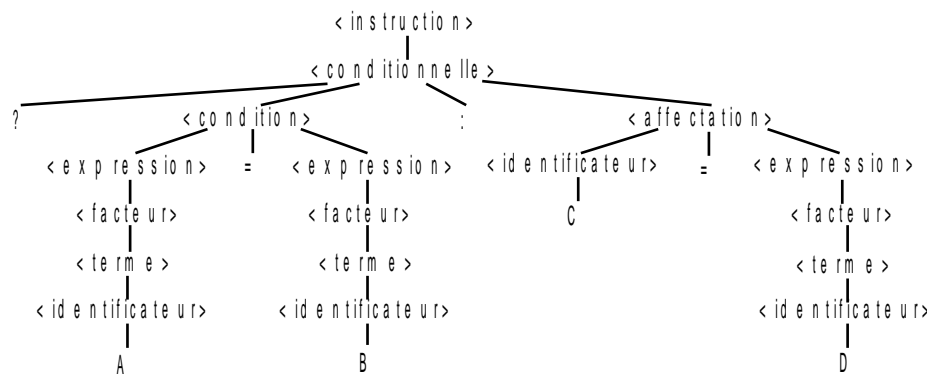 <instruction>
<conditionnelle>
? <condition> : <affectation>
<expression> = <expression> <identificateur> = <expression>
<facteur> <facteur> C <facteur>
<terme> <terme> <terme>
<identificateur> <identificateur> <identificateur>
A B D